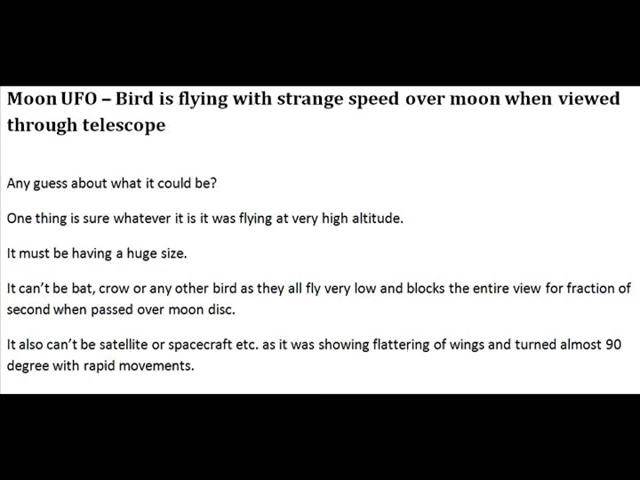 Moon UFO – Bird is flying with strange speed over moon when viewed
through telescope
Any guess about what it could be?
One thing is sure whatever it is it was flying at very high altitude.
It must be having a huge size.
It can't be bat, crow or any other bird as they all fly very low and blocks the entire view for fraction of
second when passed over moon disc.
It also can't be satellite or spacecraft etc. as it was showing flattering of wings and turned almost 90
degree with rapid movements.